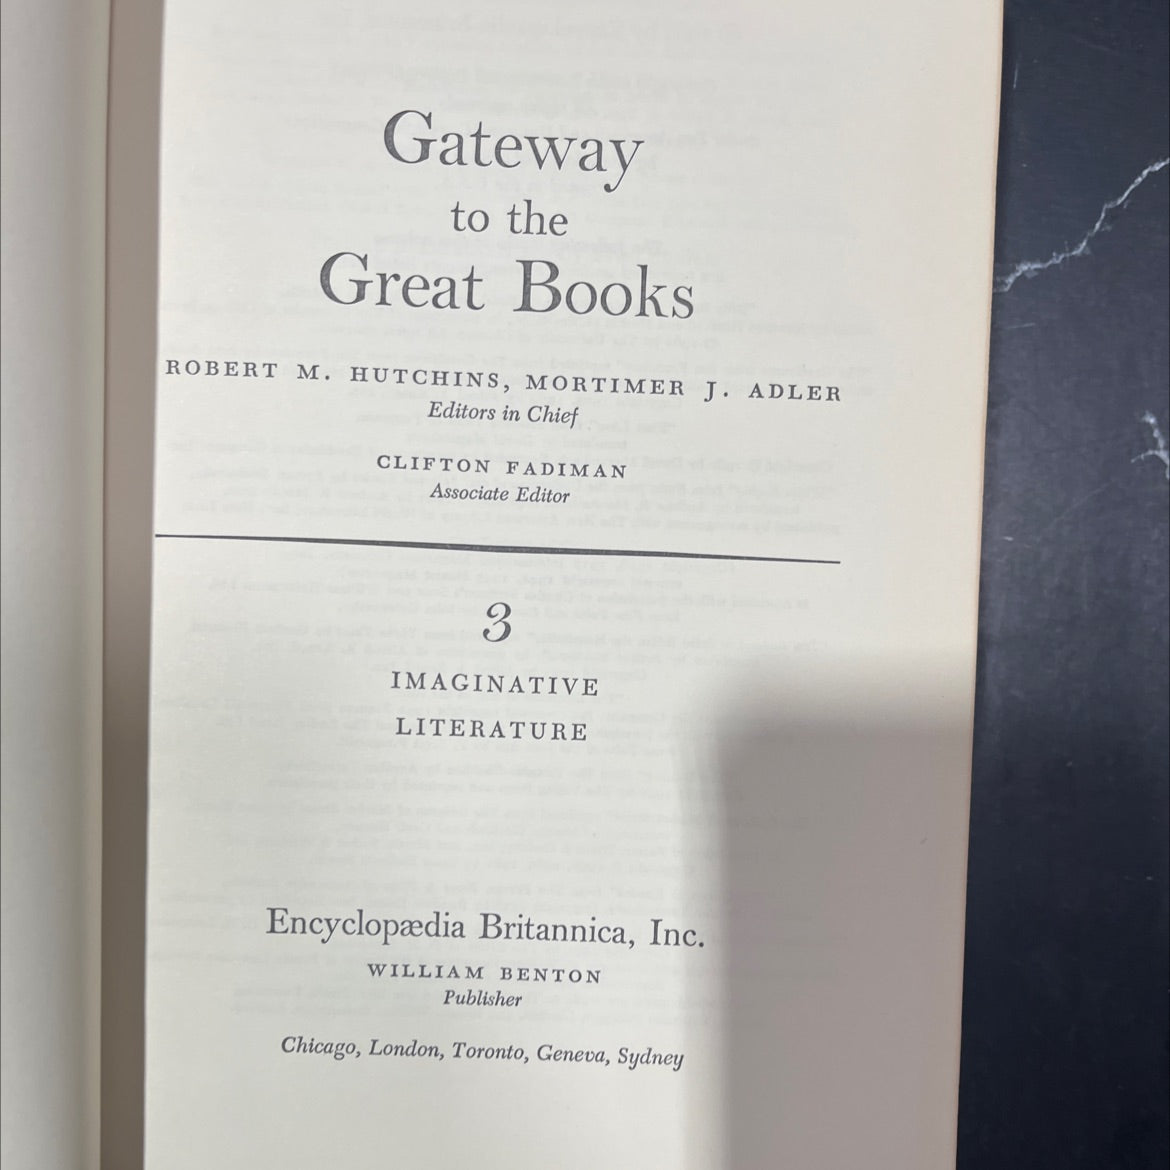 Gateway
to the
Great Books
ROBERT M. HUTCHINS, MORTIMER J. ADLER
Editors in Chief
CLIFTON FADIMAN
Associate Editor
3
IMAGINATIVE
LITERATURE
Encyclopædia Britannica, Inc.
WILLIAM BENTON
Publisher
Chicago, London, Toronto, Geneva, Sydney